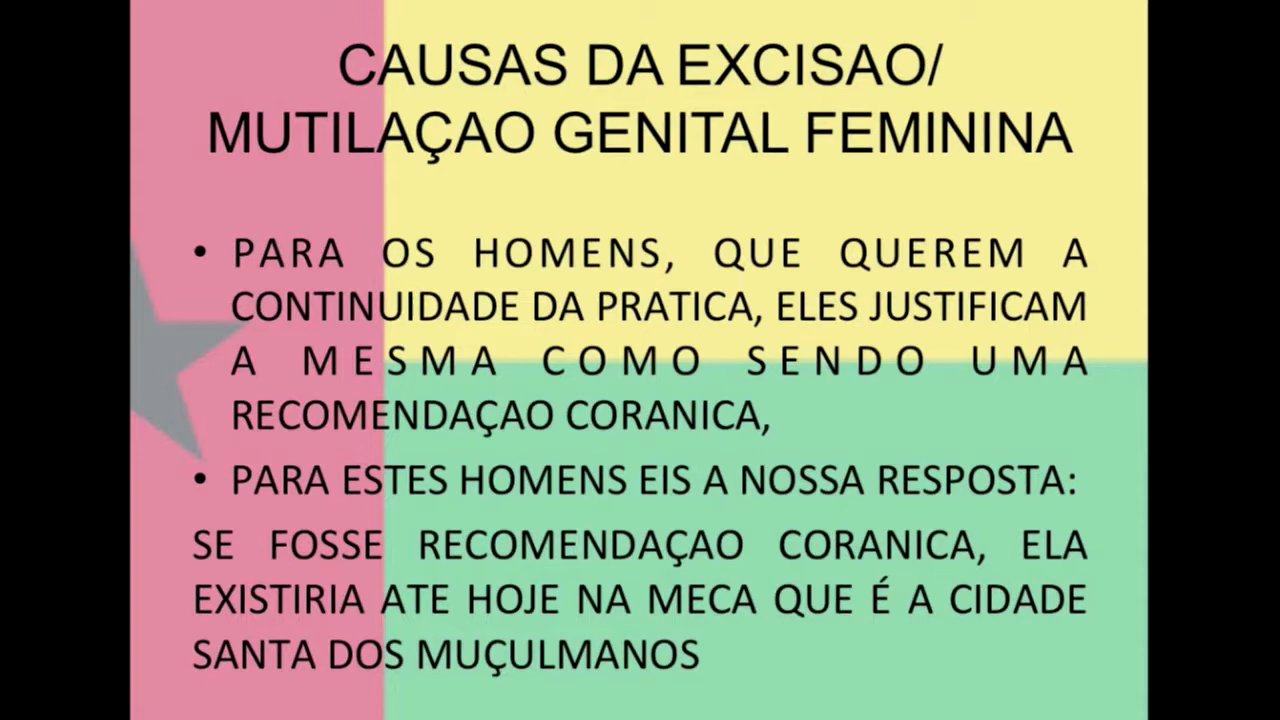 CAUSAS DA EXCISAO/
MUTILAÇAO GENITAL FEMININA
• PARA OS HOMENS, QUE QUEREM A
CONTINUIDADE DA PRATICA, ELES JUSTIFICAM
A MESMA COMO SENDO UMA
RECOMENDAÇAO CORANICA,
• PARA ESTES HOMENS EIS A NOSSA RESPOSTA:
SE FOSSE RECOMENDAÇAO CORANICA, ELA
EXISTIRIA ATE HOJE NA MECA QUE É A CIDADE
SANTA DOS MUÇULMANOS